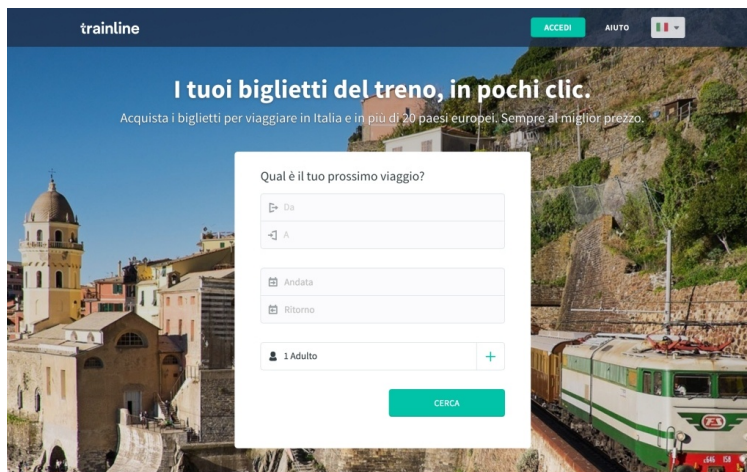 trainline
ACCEDI
AIUTO
I tuoi biglietti del treno, in pochi clic.
Acquista i biglietti per viaggiare in Italia e in più di 20 paesi europei. Sempre al miglior prezzo.
Qual è il tuo prossimo viaggio?
Da
A
Andata
Ritorno
1 Adulto
CERCA